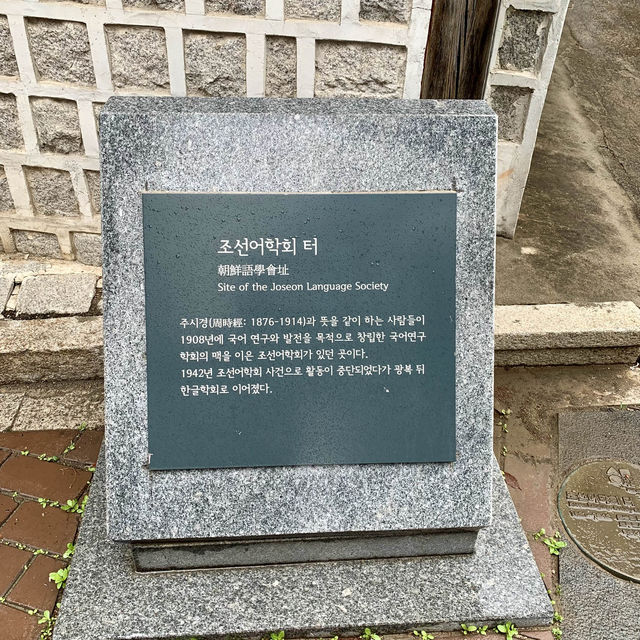 조선어학회 터
朝鮮語學會址
Site of the Joseon Language Society
주시경(周時經: 1876-1914)과 뜻을 같이 하는 사람들이
1908년에 국어 연구와 발전을 목적으로 창립한 국어연구
학회의 맥을 이은 조선어학회가 있던 곳이다.
1942년 조선어학회 사건으로 활동이 중단되었다가 광복 뒤
한글학회로 이어졌다.